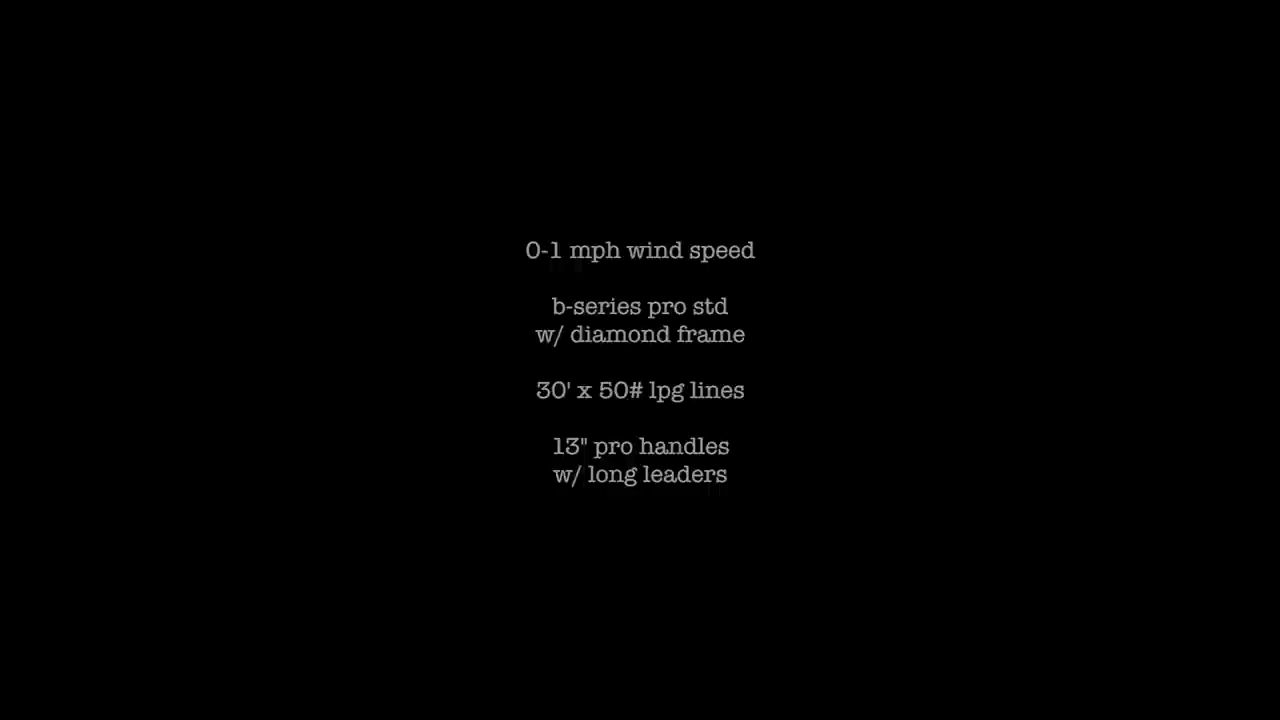 0-1 mph wind speed
b-series pro std
w/ diamond frame
30' x 50# lpg lines
13" pro handles
w/ long leaders